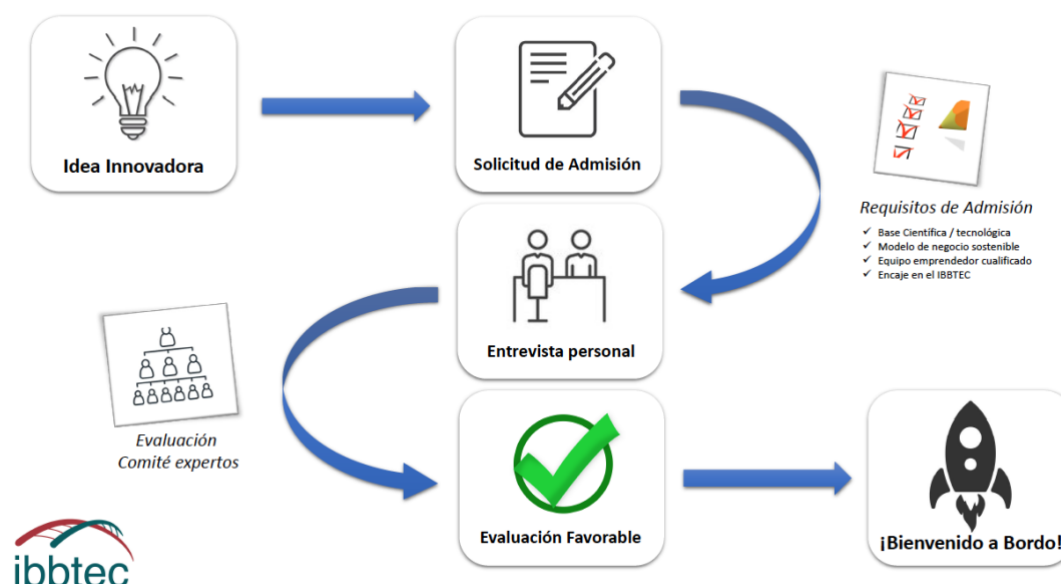 Idea Innovadora
Solicitud de Admisión
Requisitos de Admisión
✓ Base Científica / tecnológica
✓ Modelo de negocio sostenible
✓ Equipo emprendedor cualificado
✓ Encaje en el IBBTEC
Entrevista personal
Evaluación
Comité expertos
Evaluación Favorable
¡Bienvenido a Bordo!
ibbtec